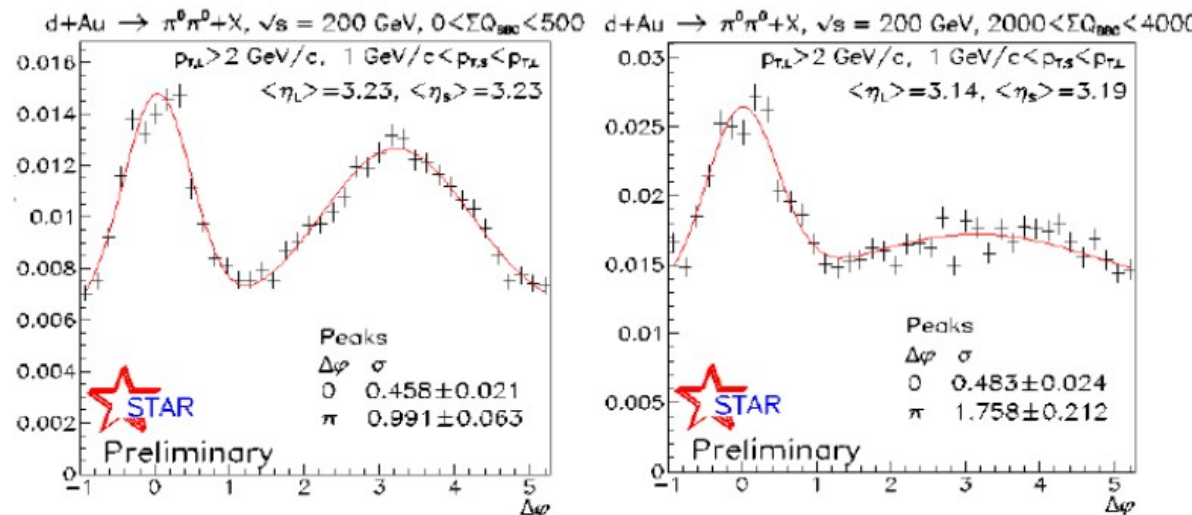 d+Au → π⁰π⁰+X, √s = 200 GeV, 0<ΣQ_BBC<500
p_T,L>2 GeV/c, 1 GeV/c<p_T,S<p_T,L
<η_L>=3.23, <η_S>=3.23
0.016
0.014
0.012
0.01
0.008
0.006
0.004
0.002
0
Peaks
Δφ σ
0 0.458±0.021
π 0.991±0.063
STAR
Preliminary
-1 0 1 2 3 4 5
Δφ
d+Au → π⁰π⁰+X, √s = 200 GeV, 2000<ΣQ_BBC<4000
p_T,L>2 GeV/c, 1 GeV/c<p_T,S<p_T,L
<η_L>=3.14, <η_S>=3.19
0.03
0.025
0.02
0.015
0.01
0.005
0
Peaks
Δφ σ
0 0.483±0.024
π 1.758±0.212
STAR
Preliminary
-1 0 1 2 3 4 5
Δφ